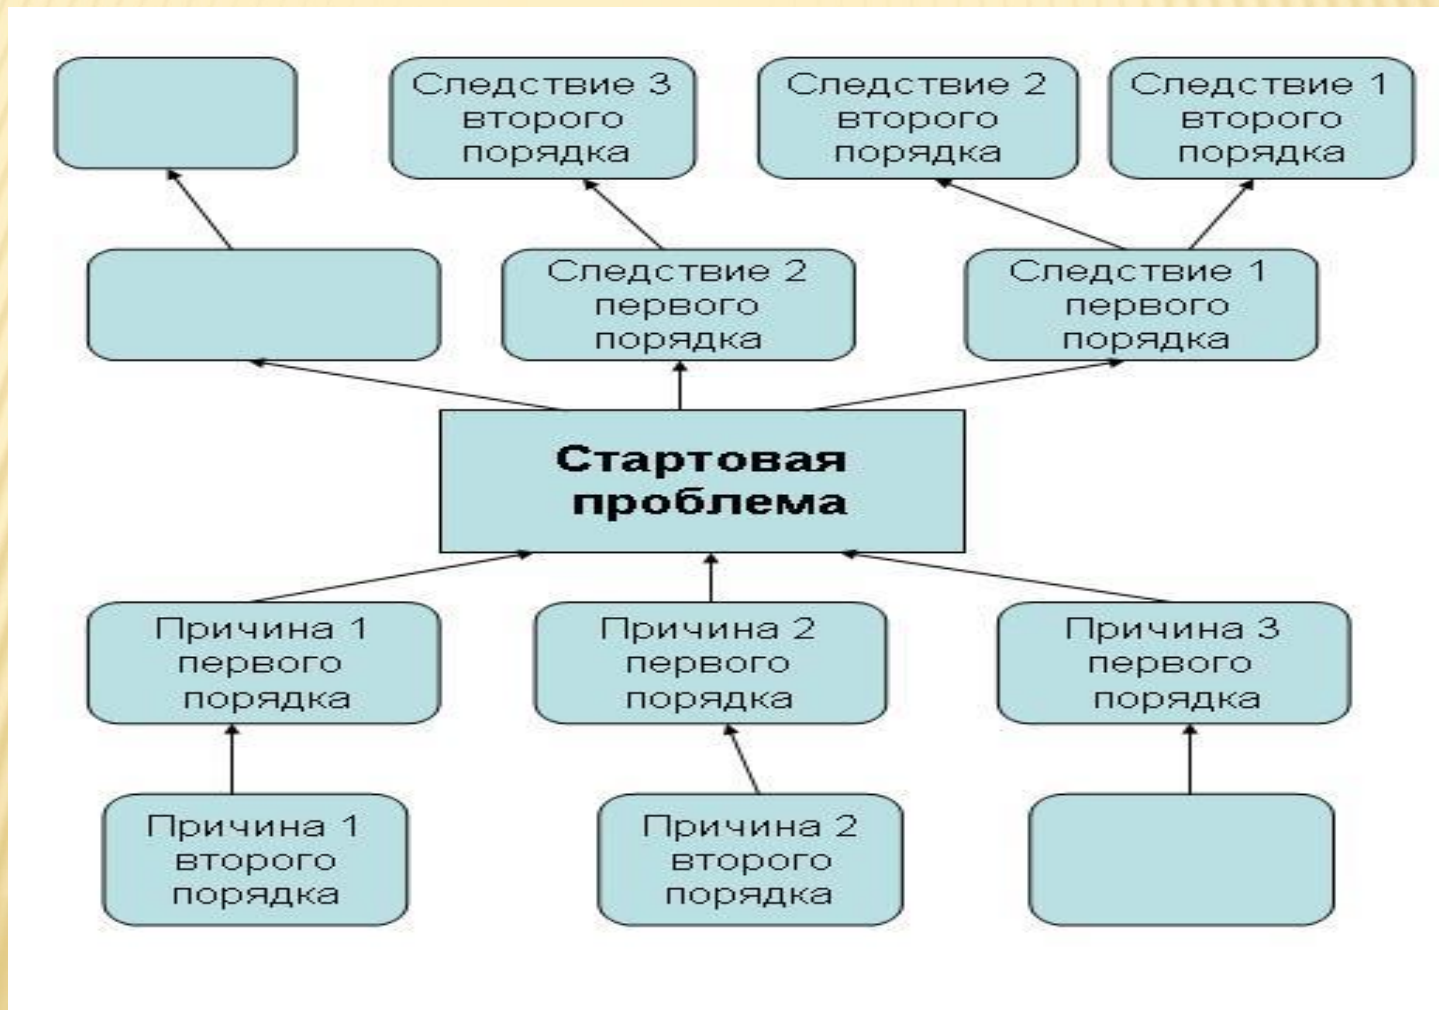 Следствие 3
второго
порядка
Следствие 2
второго
порядка
Следствие 1
второго
порядка
Следствие 2
первого
порядка
Следствие 1
первого
порядка
Стартовая
проблема
Причина 1
первого
порядка
Причина 2
первого
порядка
Причина 3
первого
порядка
Причина 1
второго
порядка
Причина 2
второго
порядка